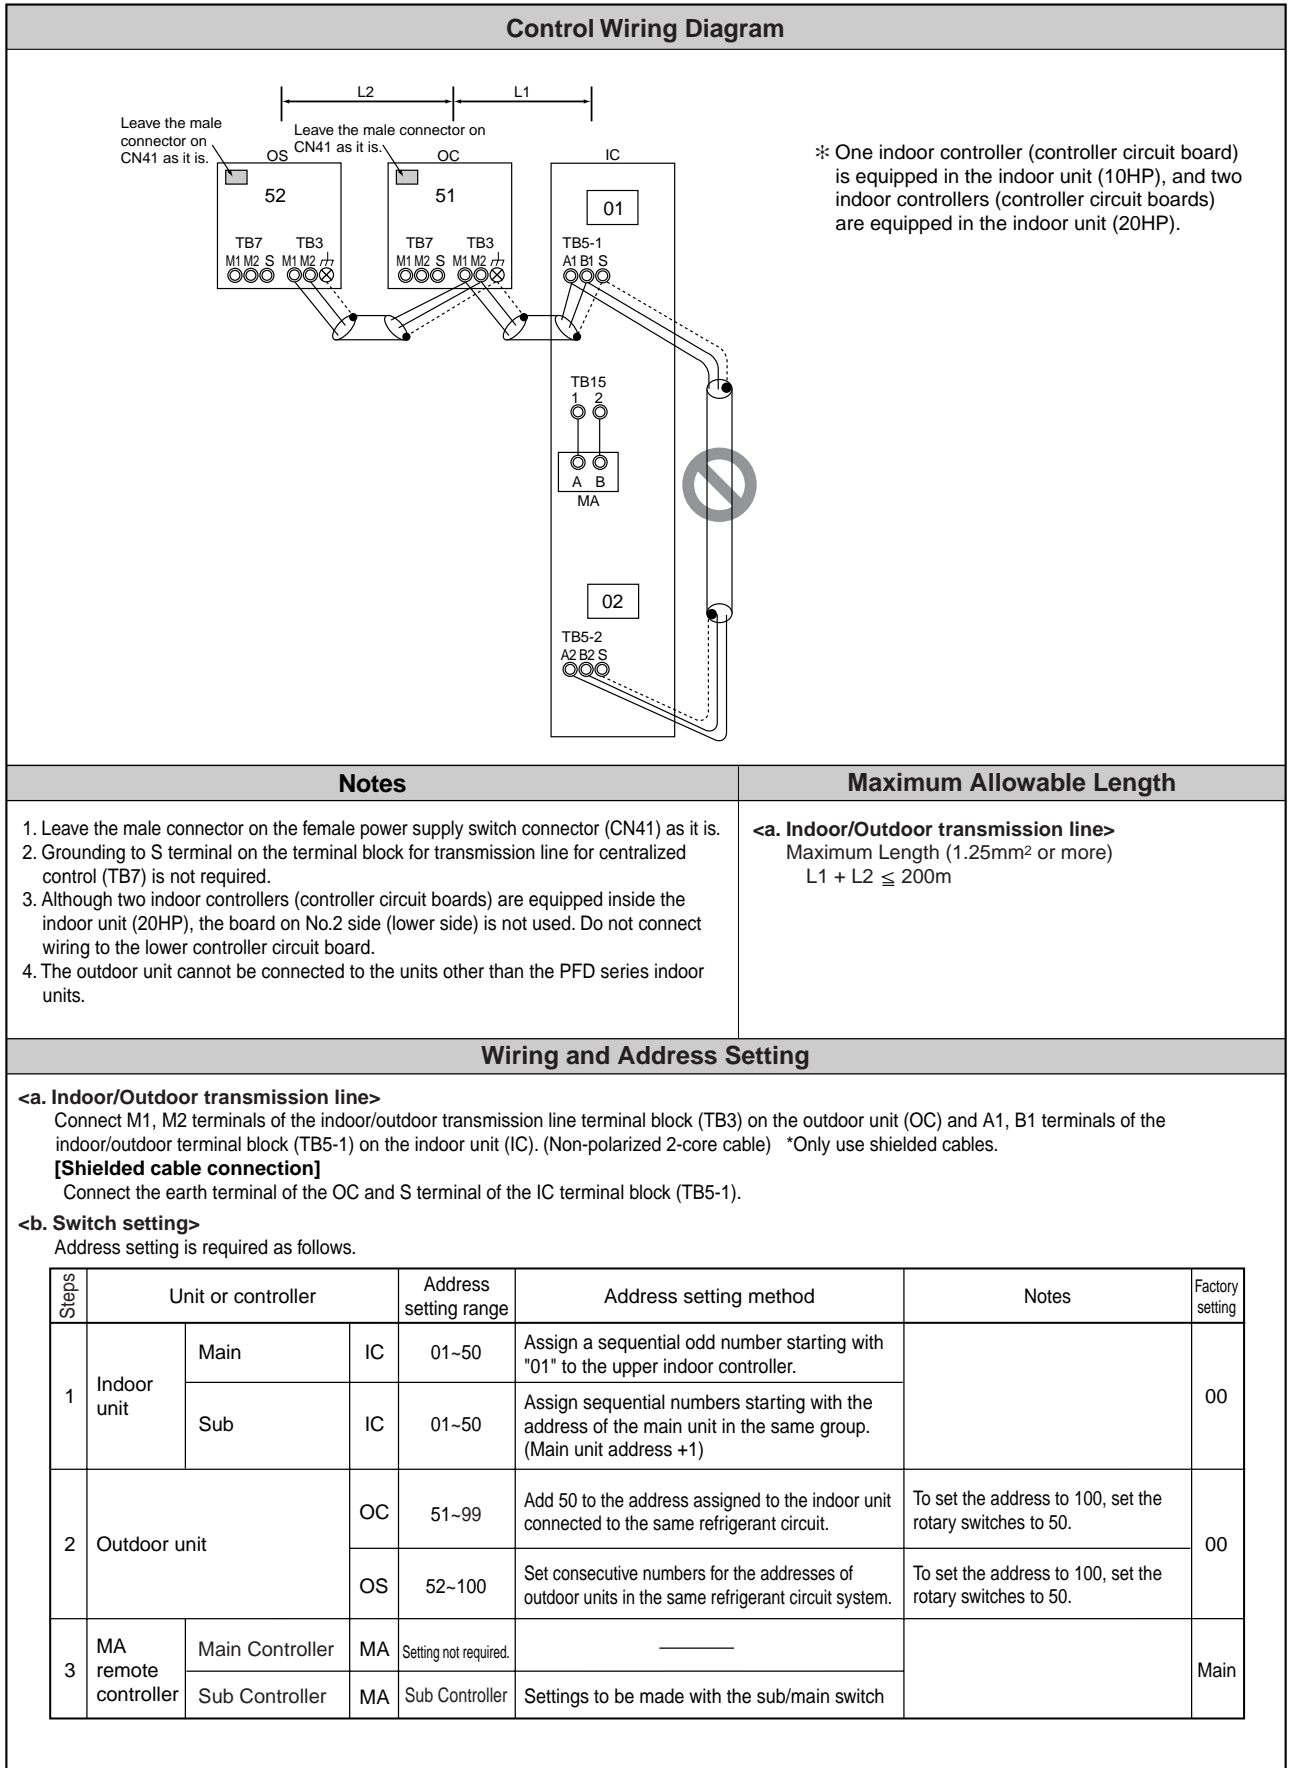 Control Wiring Diagram
L2
L1
Leave the male
connector on
CN41 as it is.
Leave the male connector on
CN41 as it is.
OS
OC
IC
52
51
01
TB7
TB3
TB7
TB3
TB5-1
M1 M2 S M1 M2
M1 M2 S M1 M2
A1 B1 S
TB15
1 2
A B
MA
02
TB5-2
A2 B2 S
✻ One indoor controller (controller circuit board)
is equipped in the indoor unit (10HP), and two
indoor controllers (controller circuit boards)
are equipped in the indoor unit (20HP).
Notes
1. Leave the male connector on the female power supply switch connector (CN41) as it is.
2. Grounding to S terminal on the terminal block for transmission line for centralized
control (TB7) is not required.
3. Although two indoor controllers (controller circuit boards) are equipped inside the
indoor unit (20HP), the board on No.2 side (lower side) is not used. Do not connect
wiring to the lower controller circuit board.
4. The outdoor unit cannot be connected to the units other than the PFD series indoor
units.
Maximum Allowable Length
<a. Indoor/Outdoor transmission line>
Maximum Length (1.25mm² or more)
L1 + L2 ≦ 200m
Wiring and Address Setting
<a. Indoor/Outdoor transmission line>
Connect M1, M2 terminals of the indoor/outdoor transmission line terminal block (TB3) on the outdoor unit (OC) and A1, B1 terminals of the
indoor/outdoor terminal block (TB5-1) on the indoor unit (IC). (Non-polarized 2-core cable) *Only use shielded cables.
[Shielded cable connection]
Connect the earth terminal of the OC and S terminal of the IC terminal block (TB5-1).
<b. Switch setting>
Address setting is required as follows.
Steps
Unit or controller
Address
setting range
Address setting method
Notes
Factory
setting
1
Indoor
unit
Main
IC
01~50
Assign a sequential odd number starting with
"01" to the upper indoor controller.
Sub
IC
01~50
Assign sequential numbers starting with the
address of the main unit in the same group.
(Main unit address +1)
00
2
Outdoor unit
OC
51~99
Add 50 to the address assigned to the indoor unit
connected to the same refrigerant circuit.
To set the address to 100, set the
rotary switches to 50.
OS
52~100
Set consecutive numbers for the addresses of
outdoor units in the same refrigerant circuit system.
To set the address to 100, set the
rotary switches to 50.
00
3
MA
remote
controller
Main Controller
MA
Setting not required.
Sub Controller
MA
Sub Controller
Settings to be made with the sub/main switch
Main